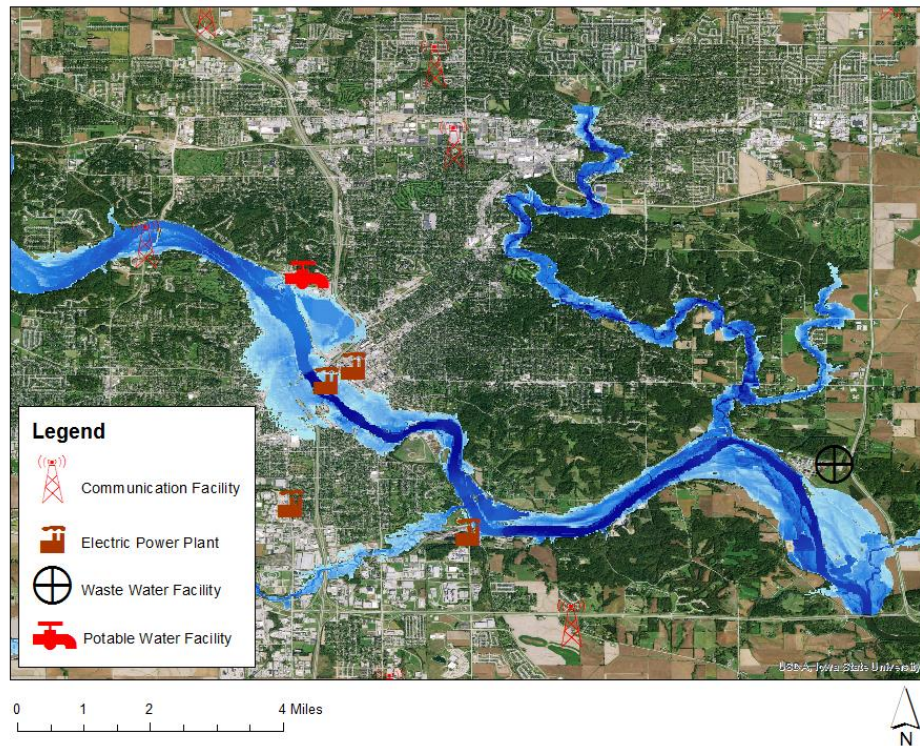 USDA, Iowa State University
Legend
Communication Facility
Electric Power Plant
Waste Water Facility
Potable Water Facility
0 1 2 4 Miles
N